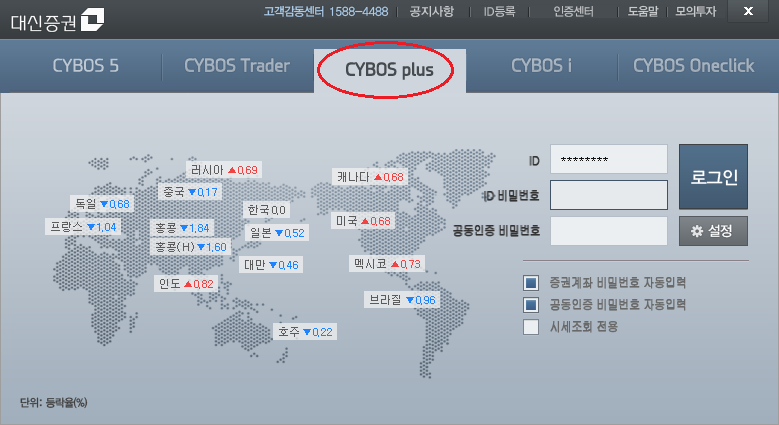 대신증권 고객감동센터 1588-4488 공지사항 ID등록 인증센터 도움말 모의투자 X
CYBOS 5 CYBOS Trader CYBOS plus CYBOS i CYBOS Oneclick
러시아 ▲0,69
캐나다 ▲0,68
중국 ▼0,17
독일 ▼0,68
한국0,0
프랑스 ▼1,04
홍콩 ▼1,84
일본 ▼0,52
미국 ▲0,68
홍콩(H) ▼1,60
대만 ▼0,46
멕시코 ▲0,73
인도 ▲0,82
브라질 ▼0,96
호주 ▼0,22
단위: 등락율(%)
ID ********
ID 비밀번호
로그인
공동인증 비밀번호
설정
증권계좌 비밀번호 자동입력
공동인증 비밀번호 자동입력
시세조회 전용